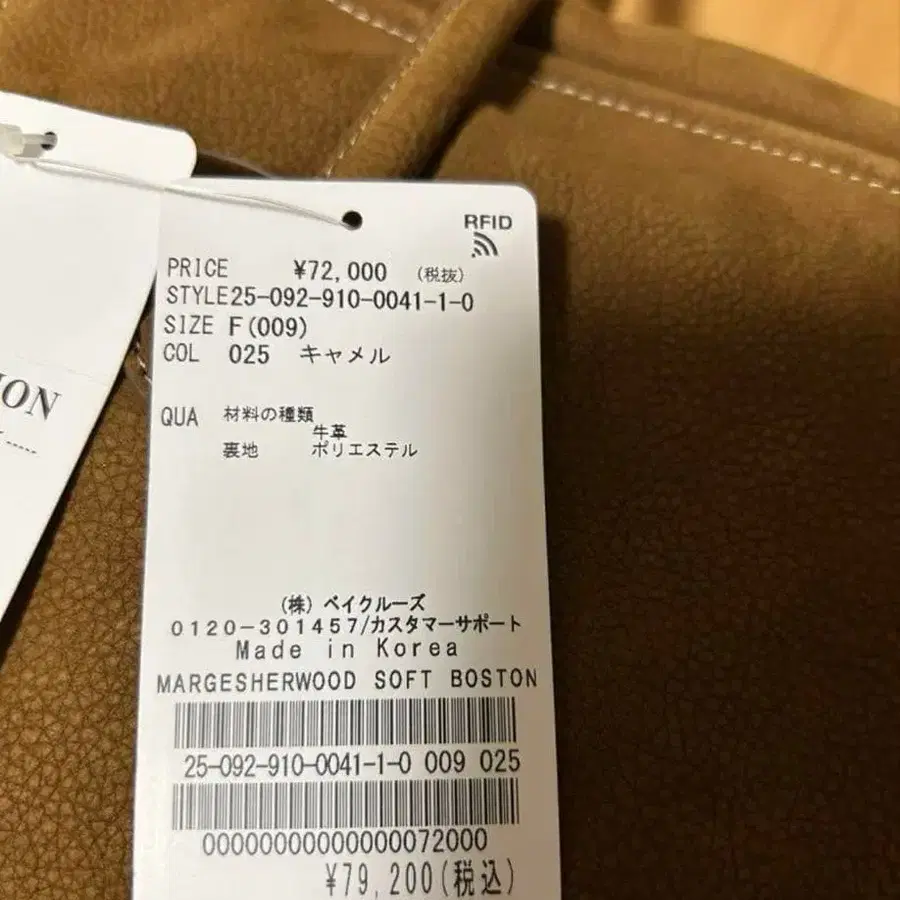 RFID
PRICE ¥72,000 (税抜)
STYLE25-092-910-0041-1-0
SIZE F(009)
COL 025 キャメル
QUA 材料の種類
牛革
裏地 ポリエステル
(株) ベイクルーズ
0120-301457/カスタマーサポート
Made in Korea
MARGESHERWOOD SOFT BOSTON
25-092-910-0041-1-0 009 025
00000000000000072000
¥79,200(税込)
ION